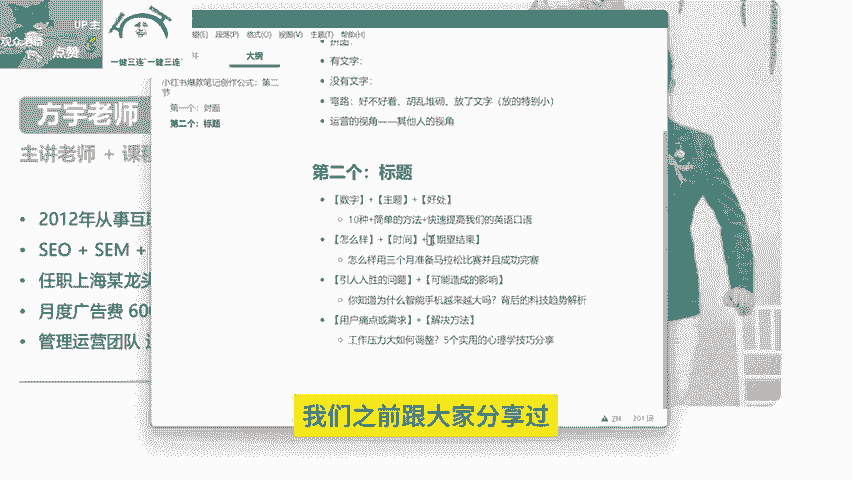 UP 主
观众老爷
点赞
一键三连 一键三连
段落(P) 格式(O) 视图(V) 主题(T) 帮助(H)
大纲
小红书爆款笔记创作公式：第二
节
第一个：封面
第二个：标题
有文字；
没有文字；
弯路：好不好看、胡乱堆砌、放了文字（放的特别小）
运营的视角——其他人的视角
第二个：标题
【数字】+【主题】+【好处】
10种+简单的方法+快速提高我们的英语口语
【怎么样】+【时间】+【期望结果】
怎么样用三个月准备马拉松比赛并且成功完赛
【引人入胜的问题】+【可能造成的影响】
你知道为什么智能手机越来越大吗？背后的科技趋势解析
【用户痛点或需求】+【解决方法】
工作压力大如何调整？5个实用的心理学技巧分享
ZH 201 词
方宇老师
主讲老师 + 课程
2012年从事互联
SEO + SEM +
任职上海某龙头
月度广告费 600
管理运营团队
我们之前跟大家分享过